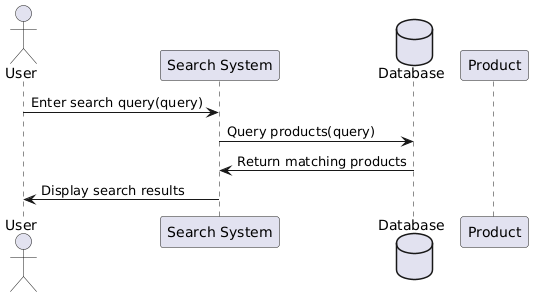 User
Search System
Database
Product
Enter search query(query)
Query products(query)
Return matching products
Display search results
User
Search System
Database
Product